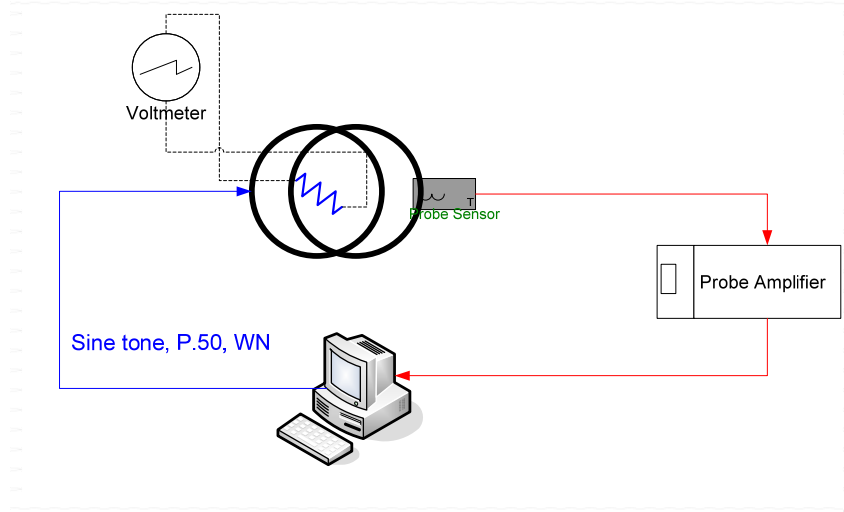 Voltmeter
T
Probe Sensor
Probe Amplifier
Sine tone, P.50, WN